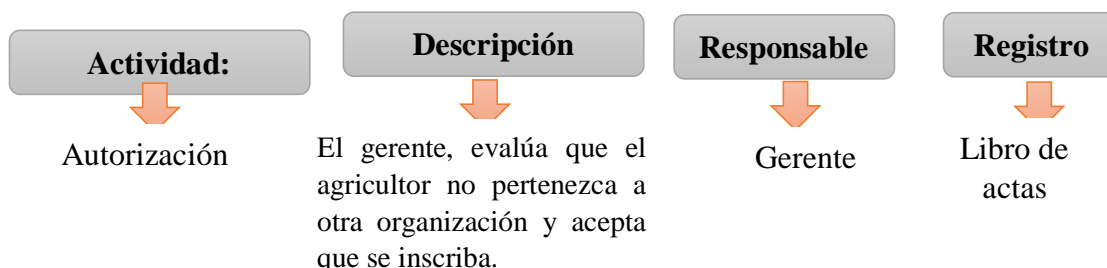 Actividad:
Descripción
Responsable
Registro
Autorización
El gerente, evalúa que el
agricultor no pertenezca a
otra organización y acepta
que se inscriba.
Gerente
Libro de
actas